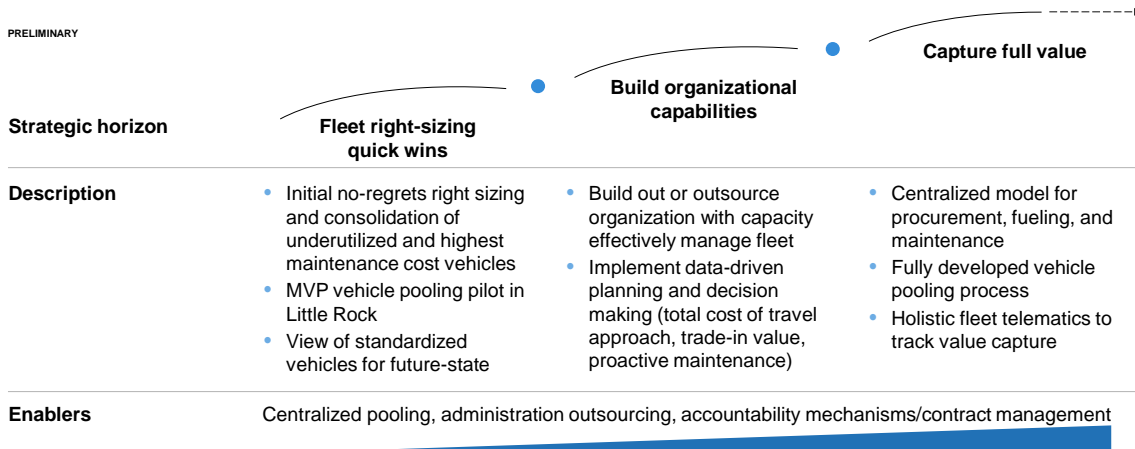 PRELIMINARY
Capture full value
Build organizational
capabilities
Strategic horizon
Fleet right-sizing
quick wins
Description
• Initial no-regrets right sizing
and consolidation of
underutilized and highest
maintenance cost vehicles
• MVP vehicle pooling pilot in
Little Rock
• View of standardized
vehicles for future-state
• Build out or outsource
organization with capacity
effectively manage fleet
• Implement data-driven
planning and decision
making (total cost of travel
approach, trade-in value,
proactive maintenance)
• Centralized model for
procurement, fueling, and
maintenance
• Fully developed vehicle
pooling process
• Holistic fleet telematics to
track value capture
Enablers
Centralized pooling, administration outsourcing, accountability mechanisms/contract management